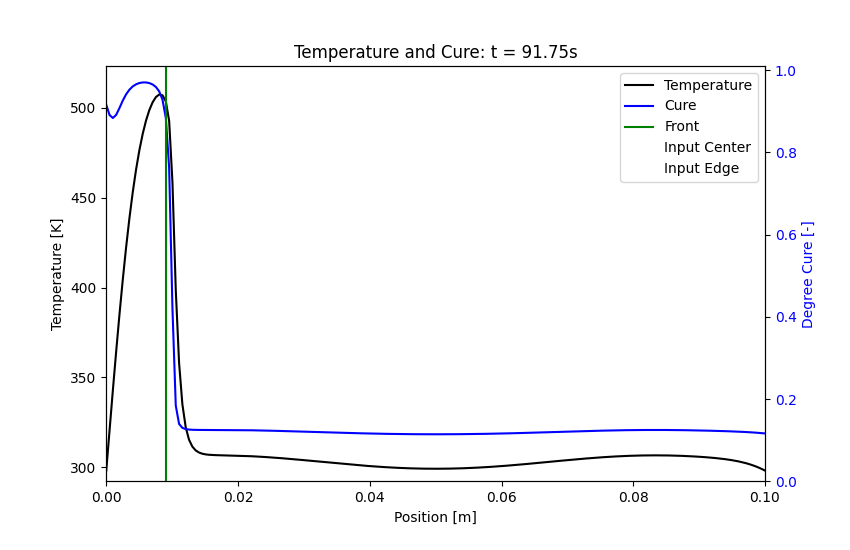 Temperature and Cure: t = 91.75s
Temperature
Cure
Front
Input Center
Input Edge
500
450
400
350
300
Temperature [K]
1.0
0.8
0.6
0.4
0.2
0.0
Degree Cure [-]
0.00 0.02 0.04 0.06 0.08 0.10
Position [m]